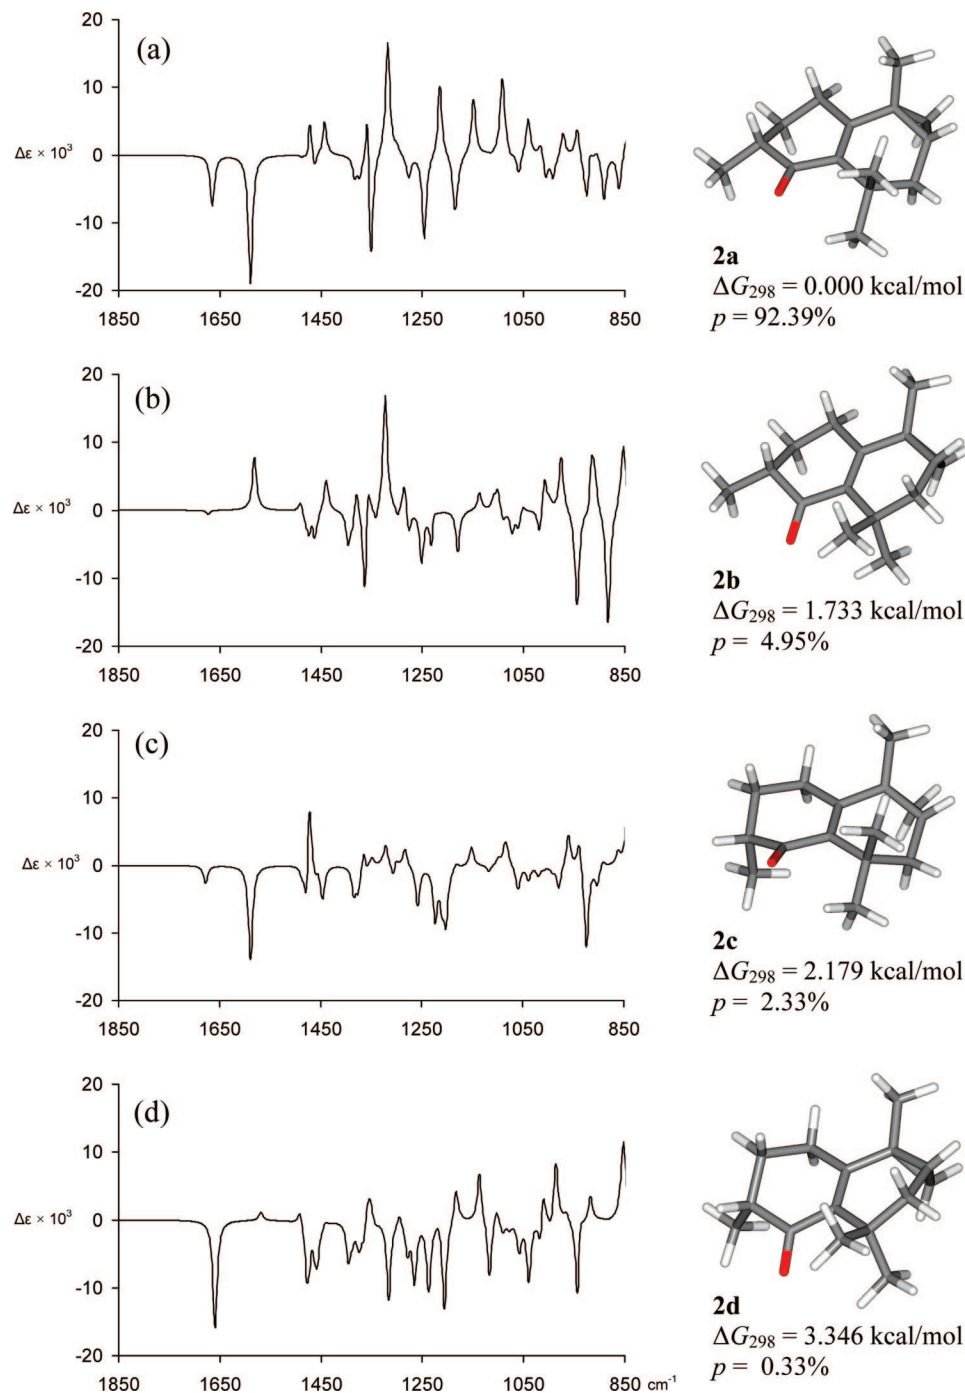 (a)
20
10
Δε × 10³
0
-10
-20
1850 1650 1450 1250 1050 850
2a
ΔG₂₉₈ = 0.000 kcal/mol
p = 92.39%
(b)
20
10
Δε × 10³
0
-10
-20
1850 1650 1450 1250 1050 850
2b
ΔG₂₉₈ = 1.733 kcal/mol
p = 4.95%
(c)
20
10
Δε × 10³
0
-10
-20
1850 1650 1450 1250 1050 850
2c
ΔG₂₉₈ = 2.179 kcal/mol
p = 2.33%
(d)
20
10
Δε × 10³
0
-10
-20
1850 1650 1450 1250 1050 850 cm⁻¹
2d
ΔG₂₉₈ = 3.346 kcal/mol
p = 0.33%